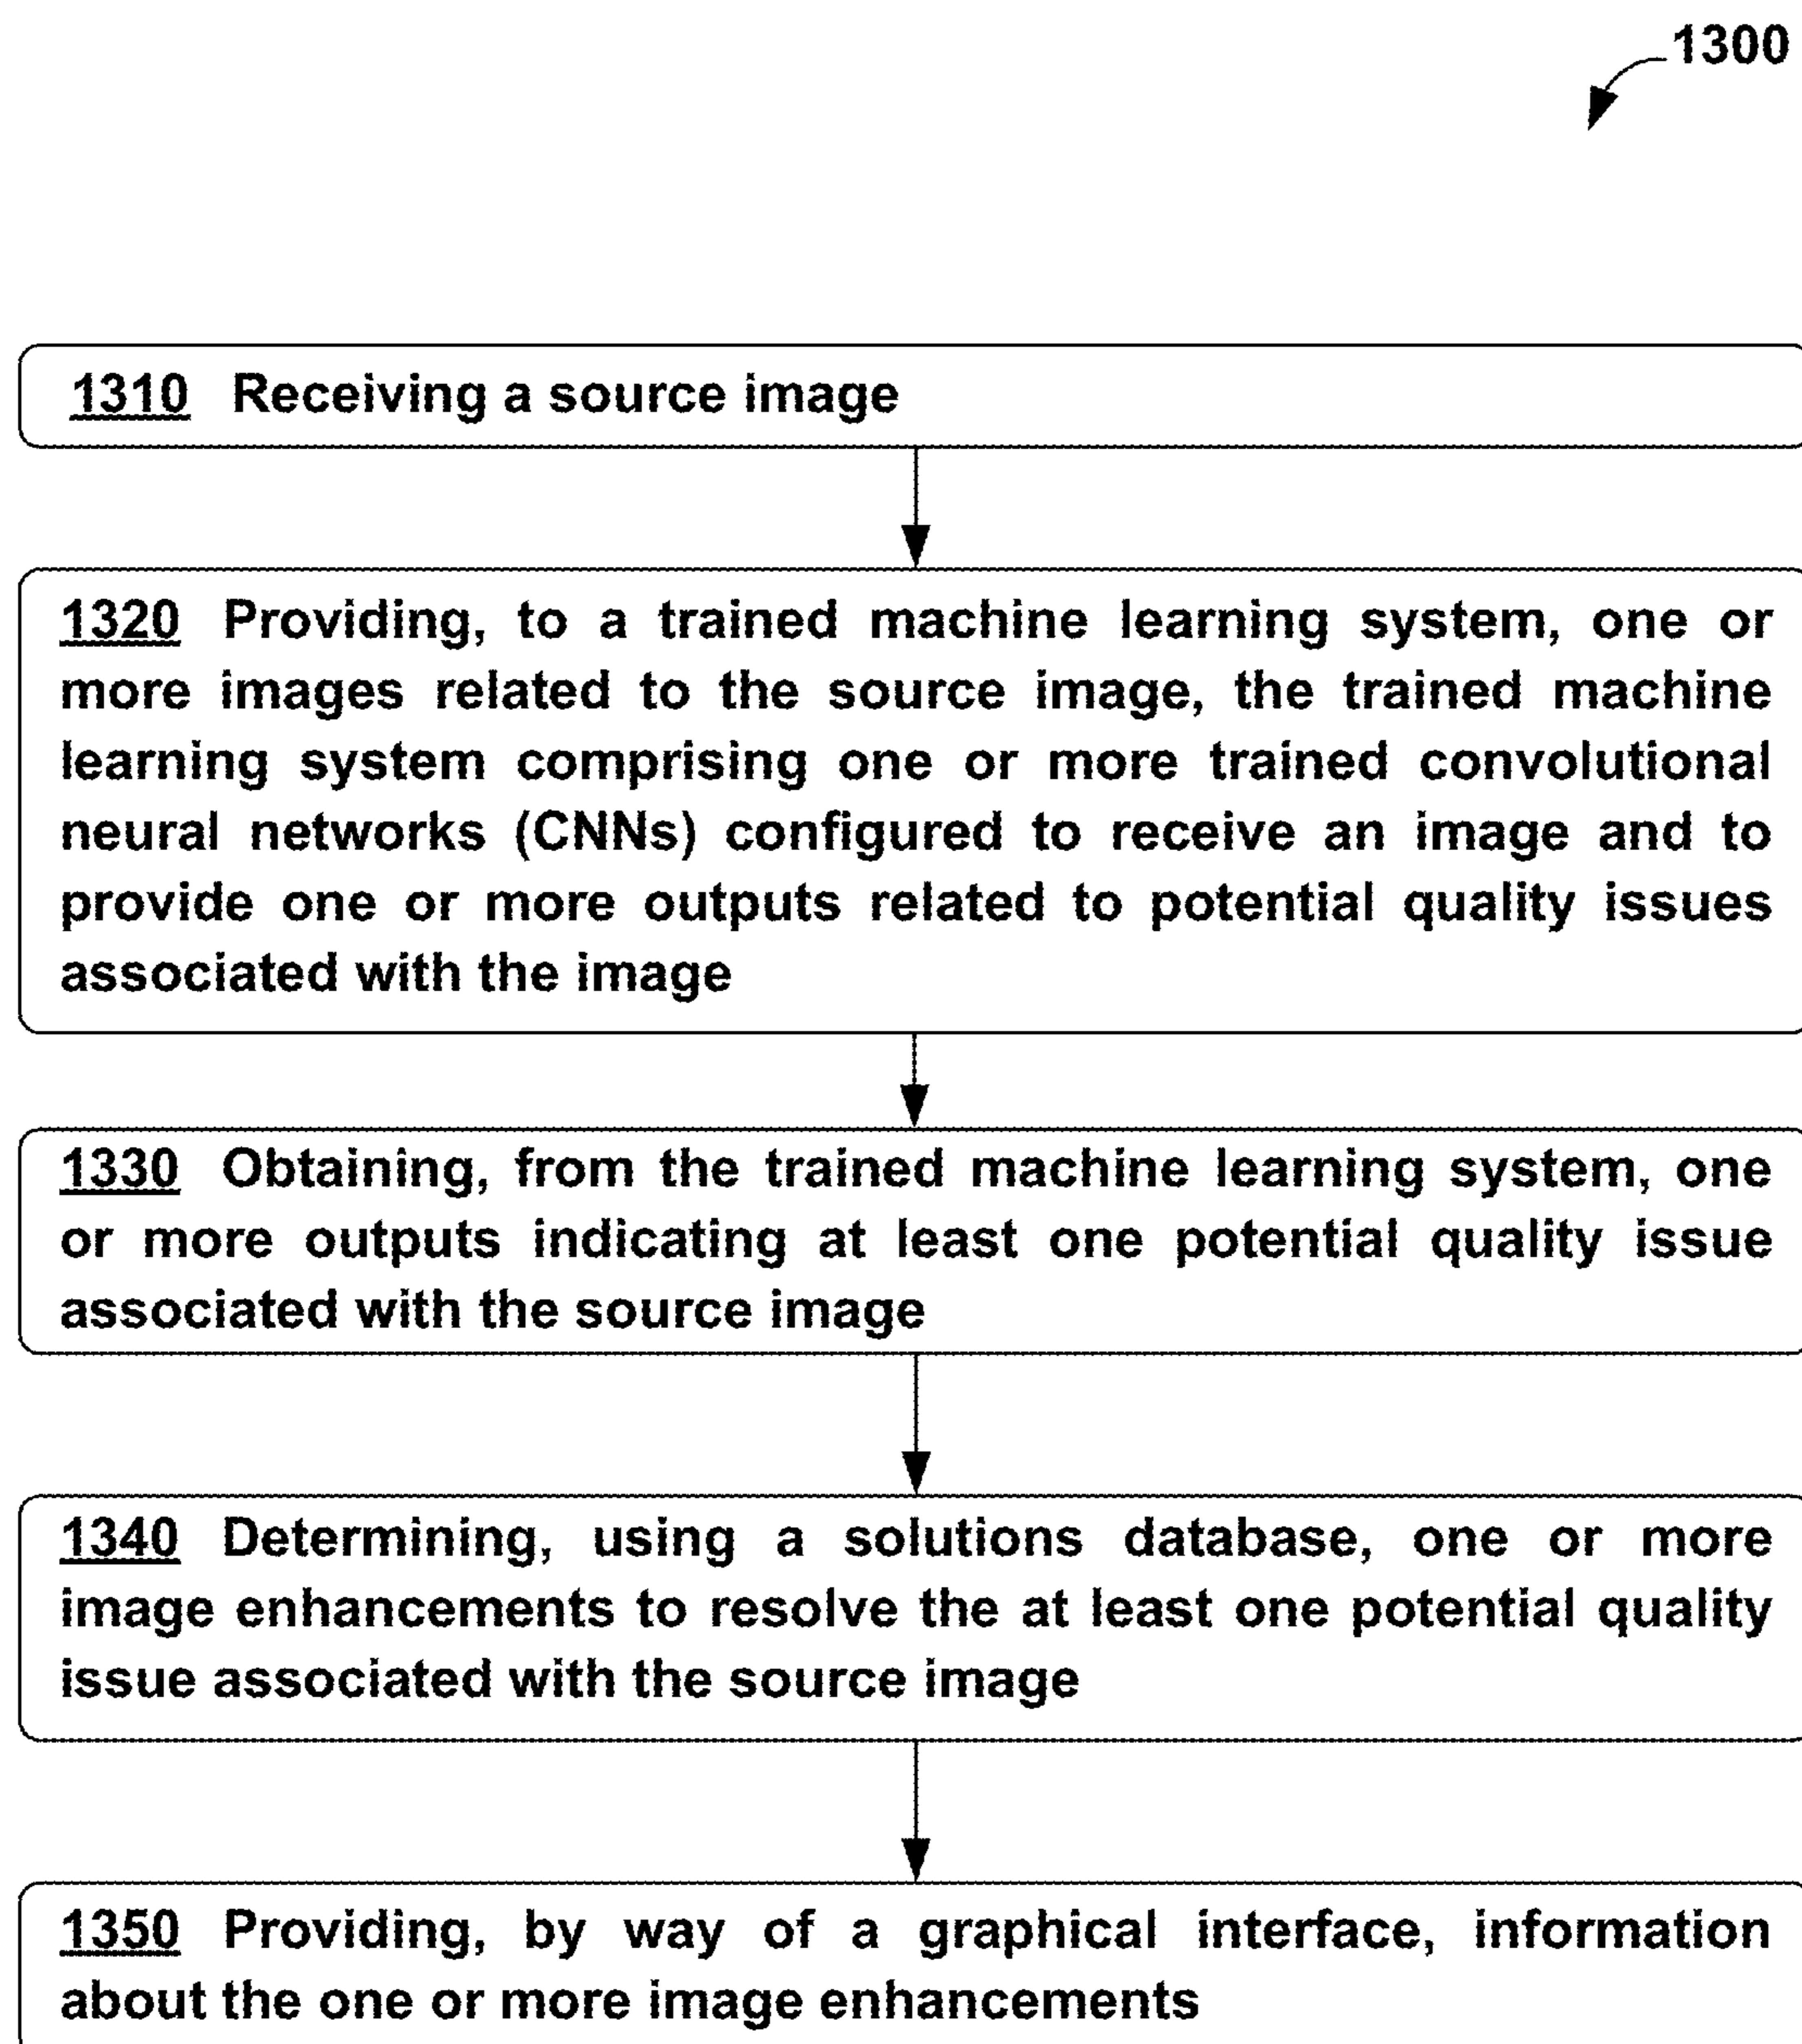 1300
1310 Receiving a source image
1320 Providing, to a trained machine learning system, one or
more images related to the source image, the trained machine
learning system comprising one or more trained convolutional
neural networks (CNNs) configured to receive an image and to
provide one or more outputs related to potential quality issues
associated with the image
1330 Obtaining, from the trained machine learning system, one
or more outputs indicating at least one potential quality issue
associated with the source image
1340 Determining, using a solutions database, one or more
image enhancements to resolve the at least one potential quality
issue associated with the source image
1350 Providing, by way of a graphical interface, information
about the one or more image enhancements